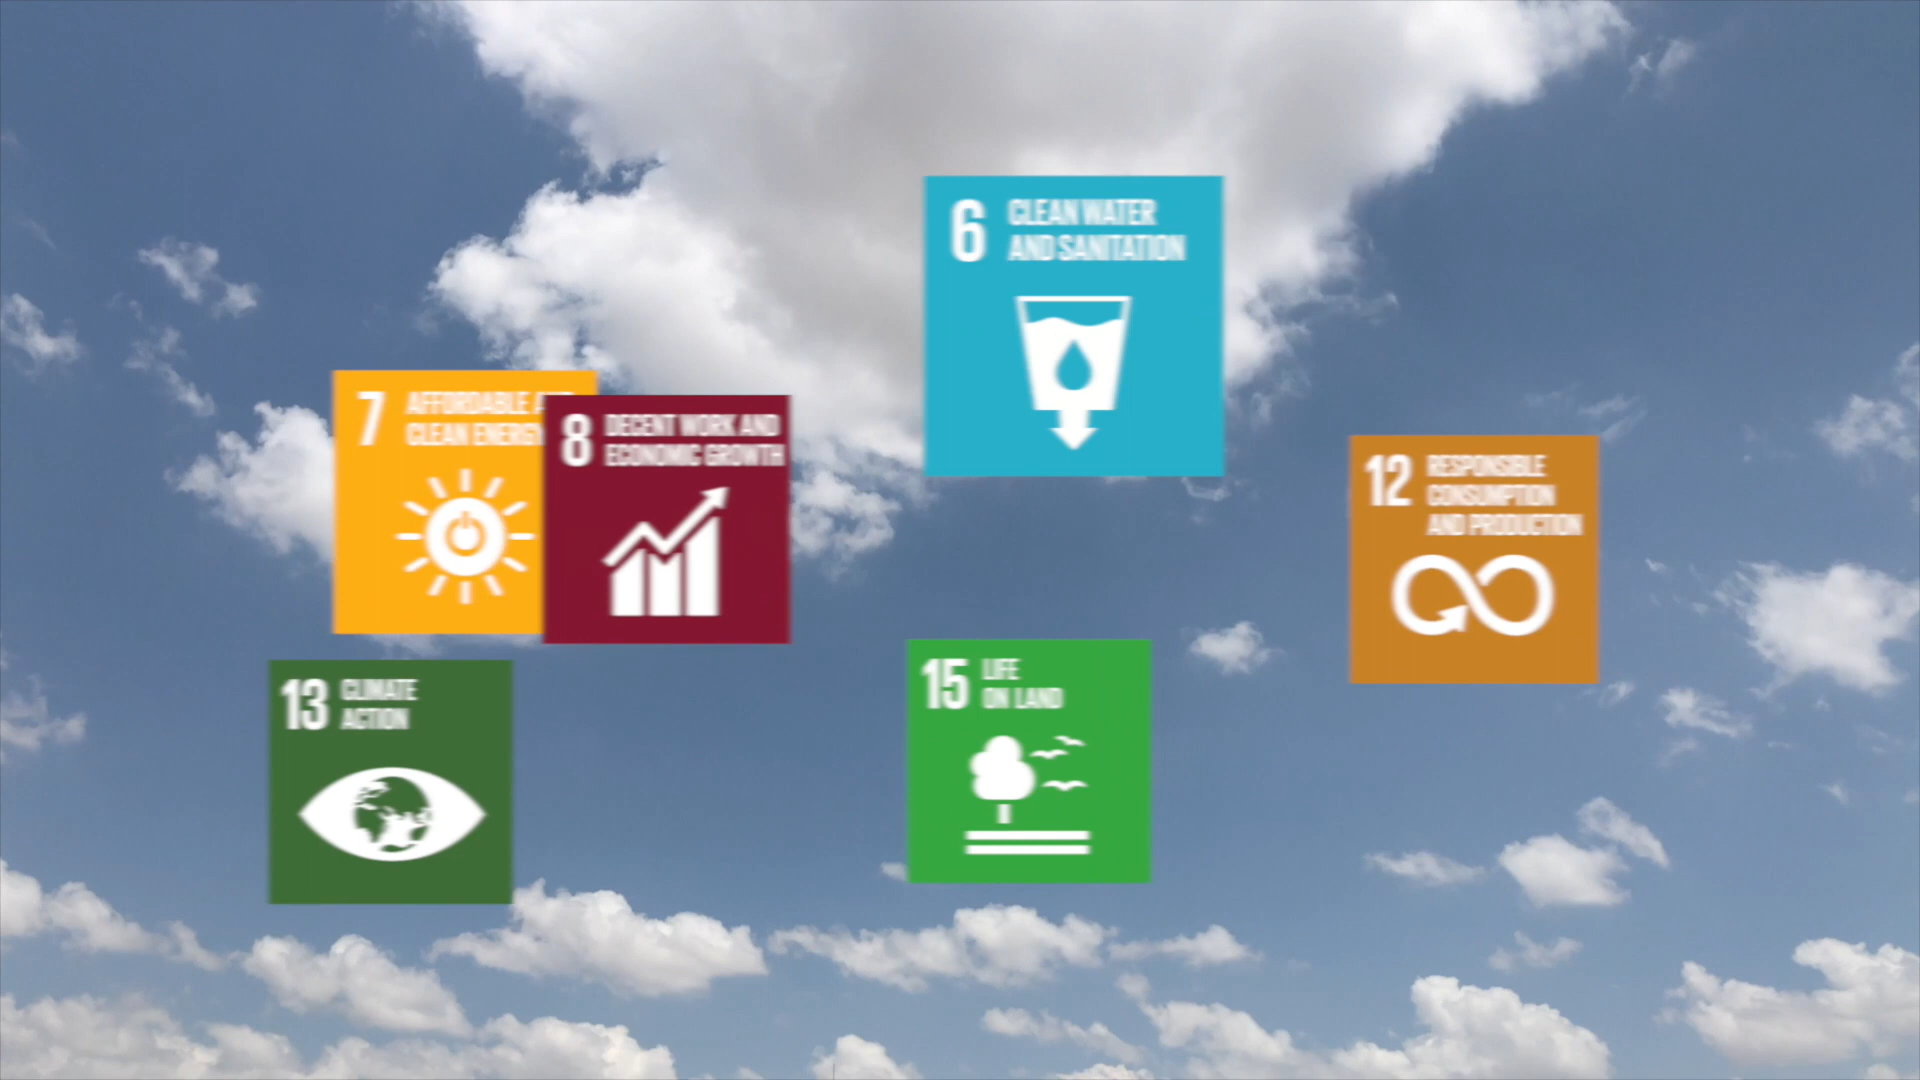 6
CLEAN WATER
AND SANITATION
7
AFFORDABLE
CLEAN ENERGY
8
DECENT WORK AND
ECONOMIC GROWTH
12
RESPONSIBLE
CONSUMPTION
AND PRODUCTION
13
CLIMATE
ACTION
15
LIFE
ON LAND